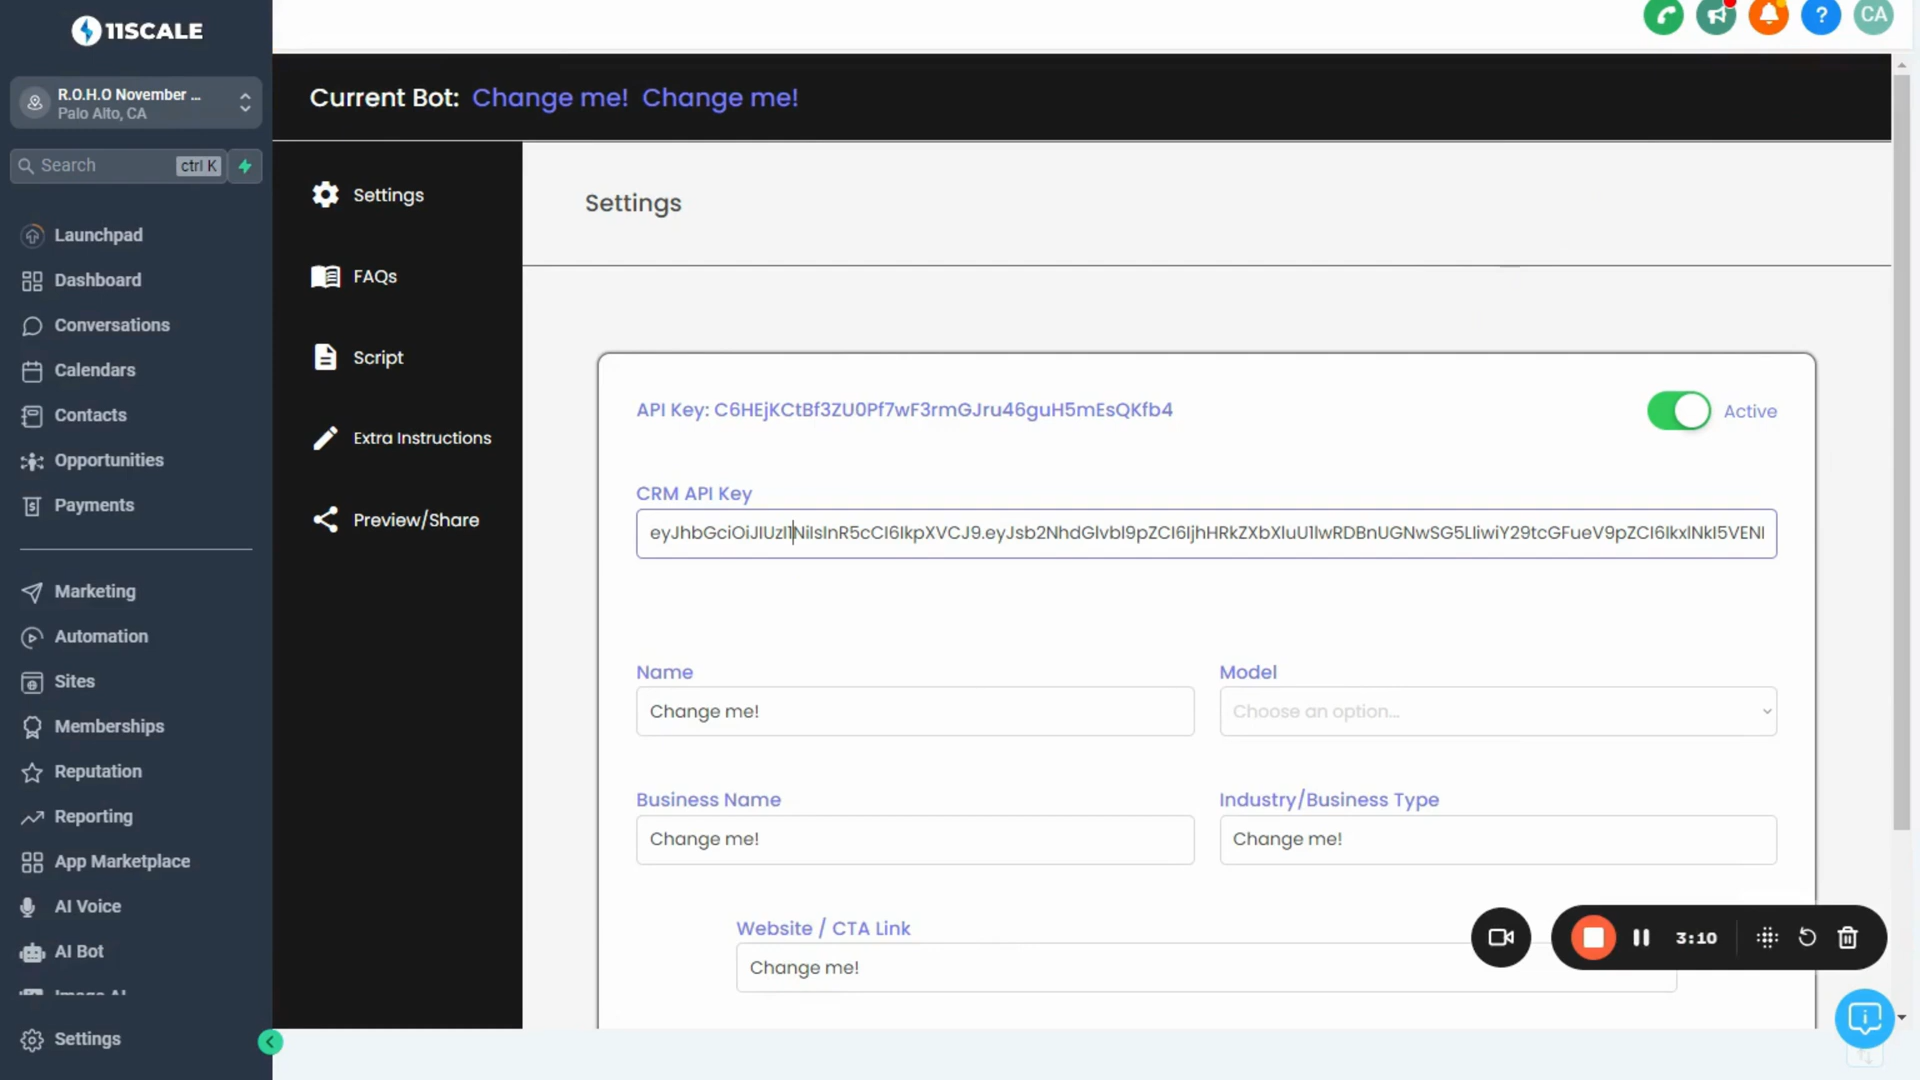 11SCALE
R.O.H.O November ...
Palo Alto, CA
Search
ctrl K
Launchpad
Dashboard
Conversations
Calendars
Contacts
Opportunities
Payments
Marketing
Automation
Sites
Memberships
Reputation
Reporting
App Marketplace
AI Voice
AI Bot
Image AI
Settings
?
CA
Current Bot: Change me! Change me!
Settings
FAQs
Script
Extra Instructions
Preview/Share
Settings
API Key: C6HEjKCtBf3ZU0Pf7wF3rmGJru46guH5mEsQKfb4
Active
CRM API Key
eyJhbGciOiJIUzI1NiIsInR5cCI6IkpXVCJ9.eyJsb2NhdGlvbl9pZCI6IjhHRkZXbXluU1lwRDBnUGNwSG5LIiwiY29tcGFueV9pZCI6IkxlNkI5VENI
Name
Change me!
Model
Choose an option...
Business Name
Change me!
Industry/Business Type
Change me!
Website / CTA Link
Change me!
3:10